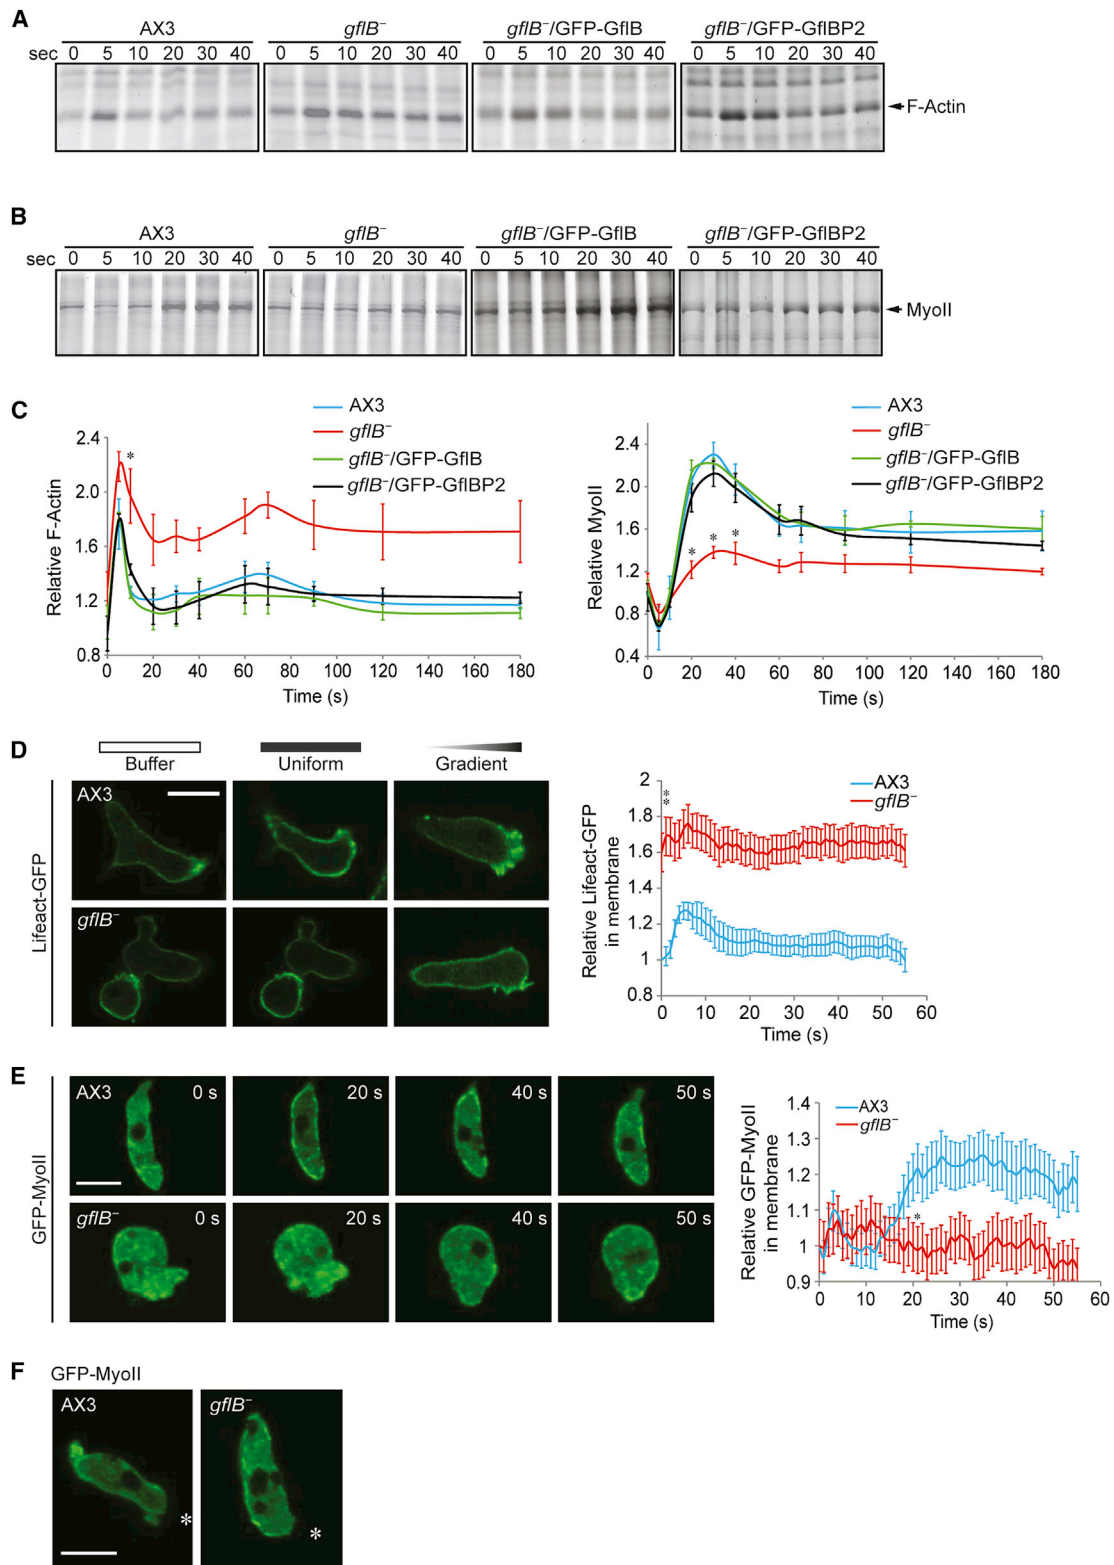 A
AX3
gflB⁻
gflB⁻/GFP-GflB
gflB⁻/GFP-GflBP2
sec 0 5 10 20 30 40 0 5 10 20 30 40 0 5 10 20 30 40 0 5 10 20 30 40
F-Actin
B
AX3
gflB⁻
gflB⁻/GFP-GflB
gflB⁻/GFP-GflBP2
sec 0 5 10 20 30 40 0 5 10 20 30 40 0 5 10 20 30 40 0 5 10 20 30 40
MyoII
C
AX3
gflB⁻
gflB⁻/GFP-GflB
gflB⁻/GFP-GflBP2
*
2.4
2.0
1.6
1.2
0.8
Relative F-Actin
0 20 40 60 80 100 120 140 160 180
Time (s)
AX3
gflB⁻
gflB⁻/GFP-GflB
gflB⁻/GFP-GflBP2
* * *
2.4
2.0
1.6
1.2
0.8
0.4
Relative MyoII
0 20 40 60 80 100 120 140 160 180
Time (s)
D
Buffer
Uniform
Gradient
Lifeact-GFP
AX3
gflB⁻
AX3
gflB⁻
**
2
1.8
1.6
1.4
1.2
1
0.8
Relative Lifeact-GFP
in membrane
0 10 20 30 40 50 60
Time (s)
E
GFP-MyoII
AX3 0 s
20 s
40 s
50 s
gflB⁻ 0 s
20 s
40 s
50 s
AX3
gflB⁻
*
1.4
1.3
1.2
1.1
1
0.9
Relative GFP-MyoII
in membrane
0 10 20 30 40 50 60
Time (s)
F
GFP-MyoII
AX3
*
gflB⁻
*